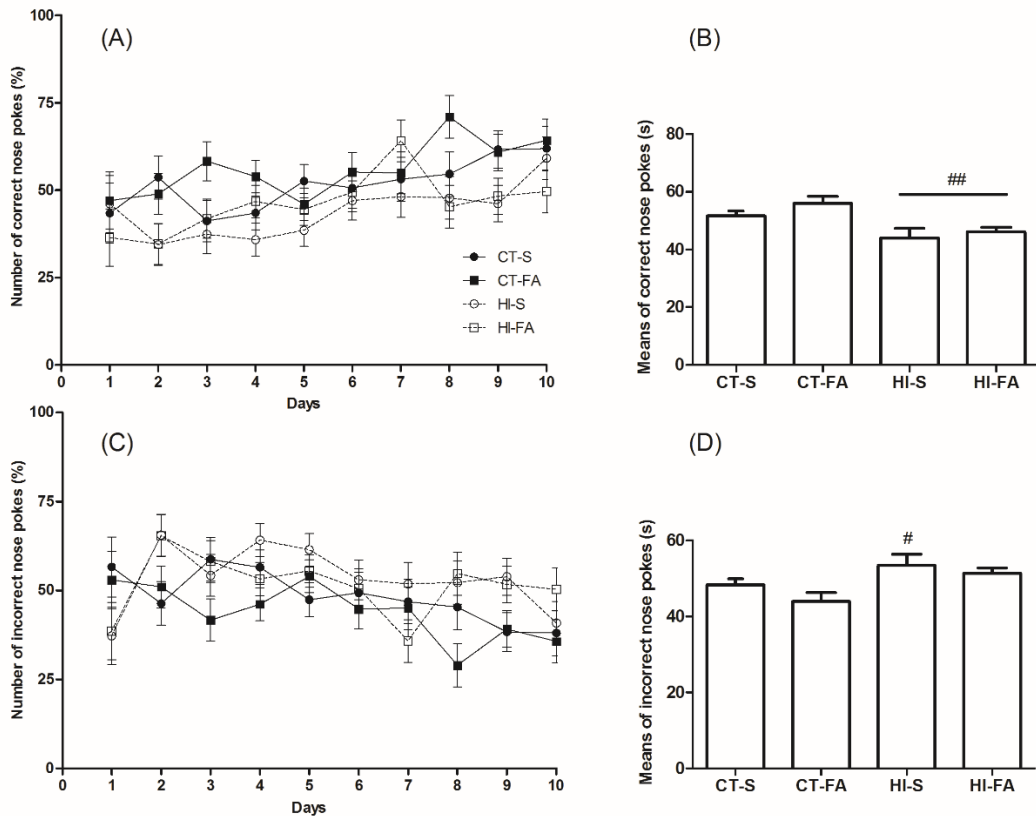 (A)
Number of correct nose pokes (%)
100
75
50
25
0
0 1 2 3 4 5 6 7 8 9 10
Days
CT-S
CT-FA
HI-S
HI-FA
(B)
Means of correct nose pokes (s)
80
60
40
20
0
##
CT-S CT-FA HI-S HI-FA
(C)
Number of incorrect nose pokes (%)
100
75
50
25
0
0 1 2 3 4 5 6 7 8 9 10
Days
(D)
Means of incorrect nose pokes (s)
60
40
20
0
#
CT-S CT-FA HI-S HI-FA